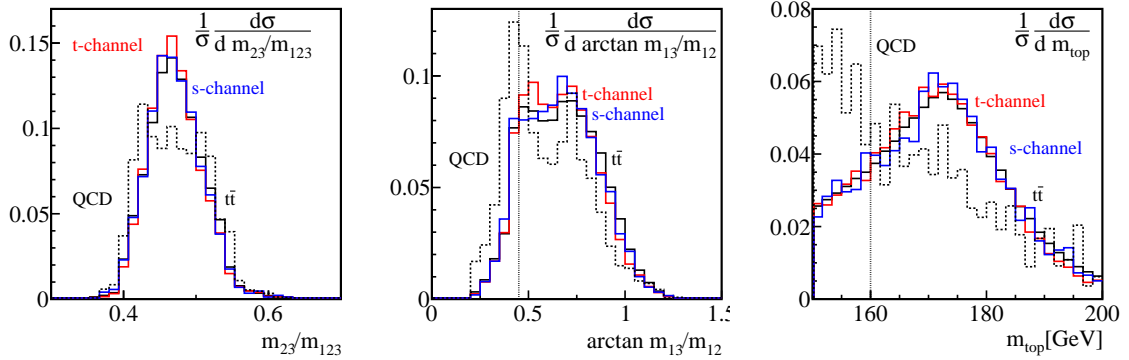 1/σ dσ/d m23/m123
t-channel
s-channel
QCD
tt̄
0.15
0.1
0.05
0
0.4 0.6
m23/m123
1/σ dσ/d arctan m13/m12
t-channel
s-channel
QCD
tt̄
0.1
0.05
0
0 0.5 1 1.5
arctan m13/m12
1/σ dσ/d mtop
QCD
t-channel
s-channel
tt̄
0.08
0.06
0.04
0.02
0
160 180 200
mtop[GeV]